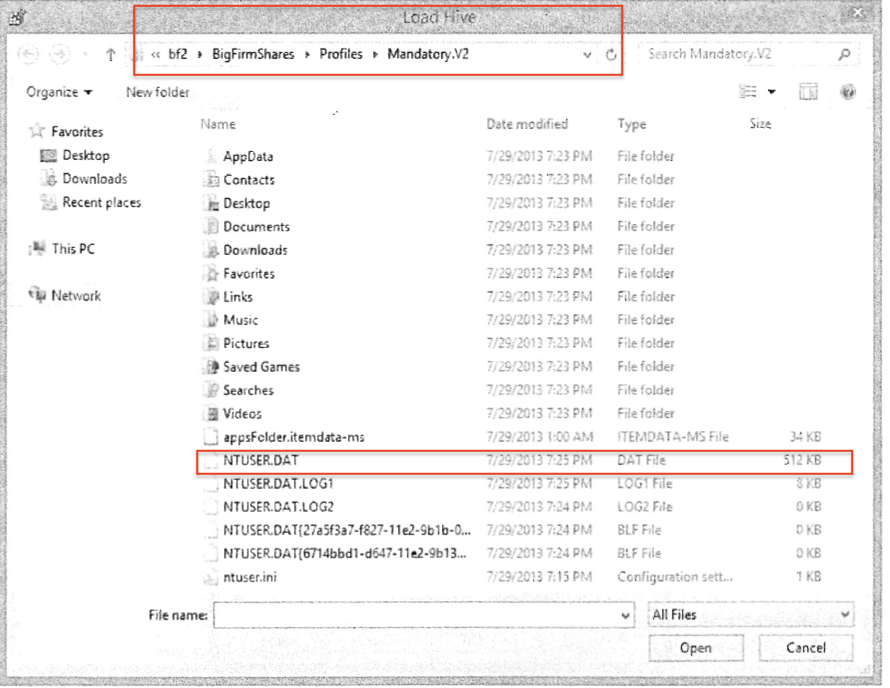 Load Hive
« bf2 ▸ BigFirmShares ▸ Profiles ▸ Mandatory.V2 Search Mandatory.V2
Organize ▾ New folder
Name Date modified Type Size
Favorites
Desktop
Downloads
Recent places
This PC
Network
AppData 7/29/2013 7:23 PM File folder
Contacts 7/29/2013 7:23 PM File folder
Desktop 7/29/2013 7:23 PM File folder
Documents 7/29/2013 7:23 PM File folder
Downloads 7/29/2013 7:23 PM File folder
Favorites 7/29/2013 7:23 PM File folder
Links 7/29/2013 7:23 PM File folder
Music 7/29/2013 7:23 PM File folder
Pictures 7/29/2013 7:23 PM File folder
Saved Games 7/29/2013 7:23 PM File folder
Searches 7/29/2013 7:23 PM File folder
Videos 7/29/2013 7:23 PM File folder
appsFolder.itemdata-ms 7/29/2013 1:00 AM ITEMDATA-MS File 34 KB
NTUSER.DAT 7/29/2013 7:25 PM DAT File 512 KB
NTUSER.DAT.LOG1 7/29/2013 7:25 PM LOG1 File 8 KB
NTUSER.DAT.LOG2 7/29/2013 7:24 PM LOG2 File 0 KB
NTUSER.DAT{27a5f3a7-f827-11e2-9b1b-0... 7/29/2013 7:24 PM BLF File 0 KB
NTUSER.DAT{6714bbd1-d647-11e2-9b13... 7/29/2013 7:24 PM BLF File 0 KB
ntuser.ini 7/29/2013 7:15 PM Configuration sett... 1 KB
File name: All Files
Open Cancel